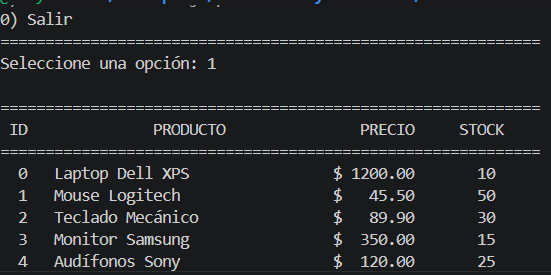 0) Salir
============================================================
Seleccione una opción: 1
============================================================
ID PRODUCTO PRECIO STOCK
============================================================
0 Laptop Dell XPS $ 1200.00 10
1 Mouse Logitech $ 45.50 50
2 Teclado Mecánico $ 89.90 30
3 Monitor Samsung $ 350.00 15
4 Audífonos Sony $ 120.00 25